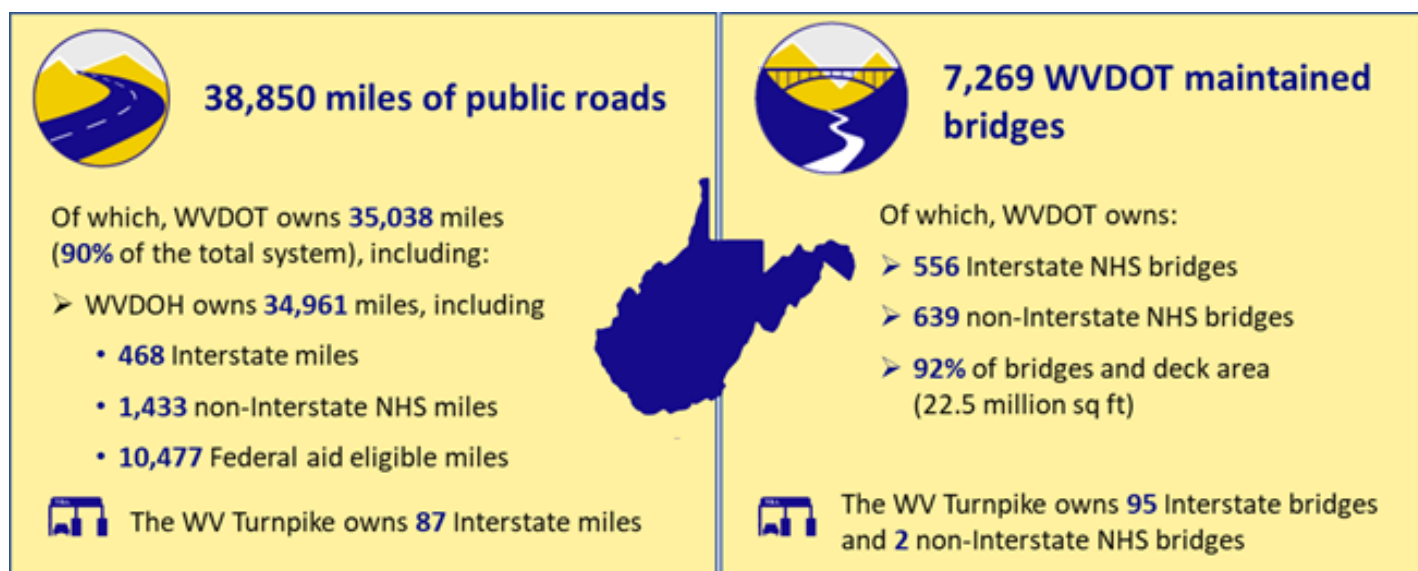 38,850 miles of public roads
Of which, WVDOT owns 35,038 miles
(90% of the total system), including:
➢ WVDOH owns 34,961 miles, including
• 468 Interstate miles
• 1,433 non-Interstate NHS miles
• 10,477 Federal aid eligible miles
The WV Turnpike owns 87 Interstate miles
7,269 WVDOT maintained
bridges
Of which, WVDOT owns:
➢ 556 Interstate NHS bridges
➢ 639 non-Interstate NHS bridges
➢ 92% of bridges and deck area
(22.5 million sq ft)
The WV Turnpike owns 95 Interstate bridges
and 2 non-Interstate NHS bridges